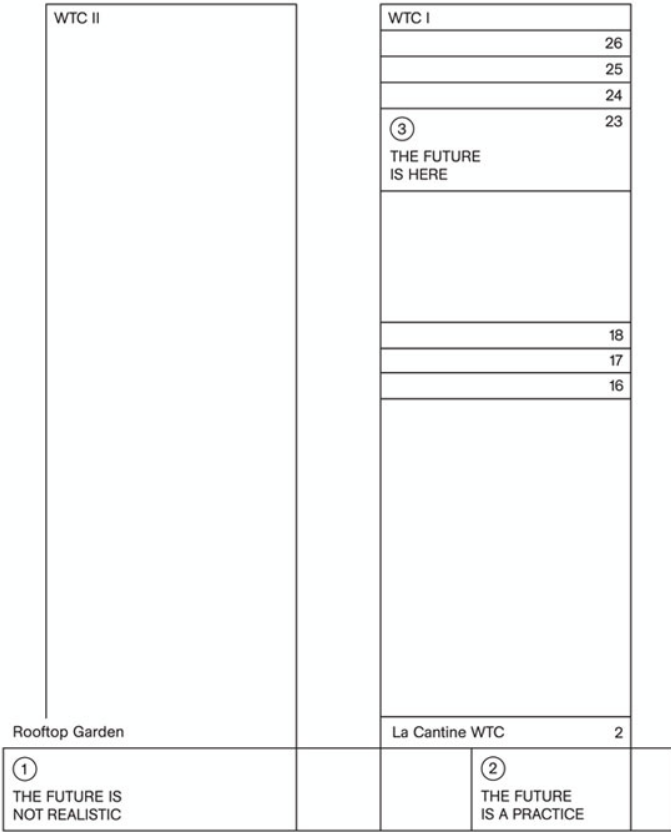 WTC II
WTC I
26
25
24
23
3
THE FUTURE
IS HERE
18
17
16
Rooftop Garden
La Cantine WTC 2
1
THE FUTURE IS
NOT REALISTIC
2
THE FUTURE
IS A PRACTICE